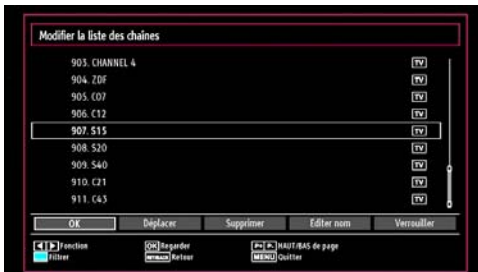 Modifier la liste des chaînes
903. CHANNEL 4 TV
904. ZDF TV
905. C07 TV
906. C12 TV
907. S15 TV
908. S20 TV
909. S40 TV
910. C21 TV
911. C43 TV
OK Déplacer Supprimer Editer nom Verrouiller
Fonction OK Regarder P+ P- HAUT/BAS de page
Filtrer RET/BACK Retour MENU Quitter